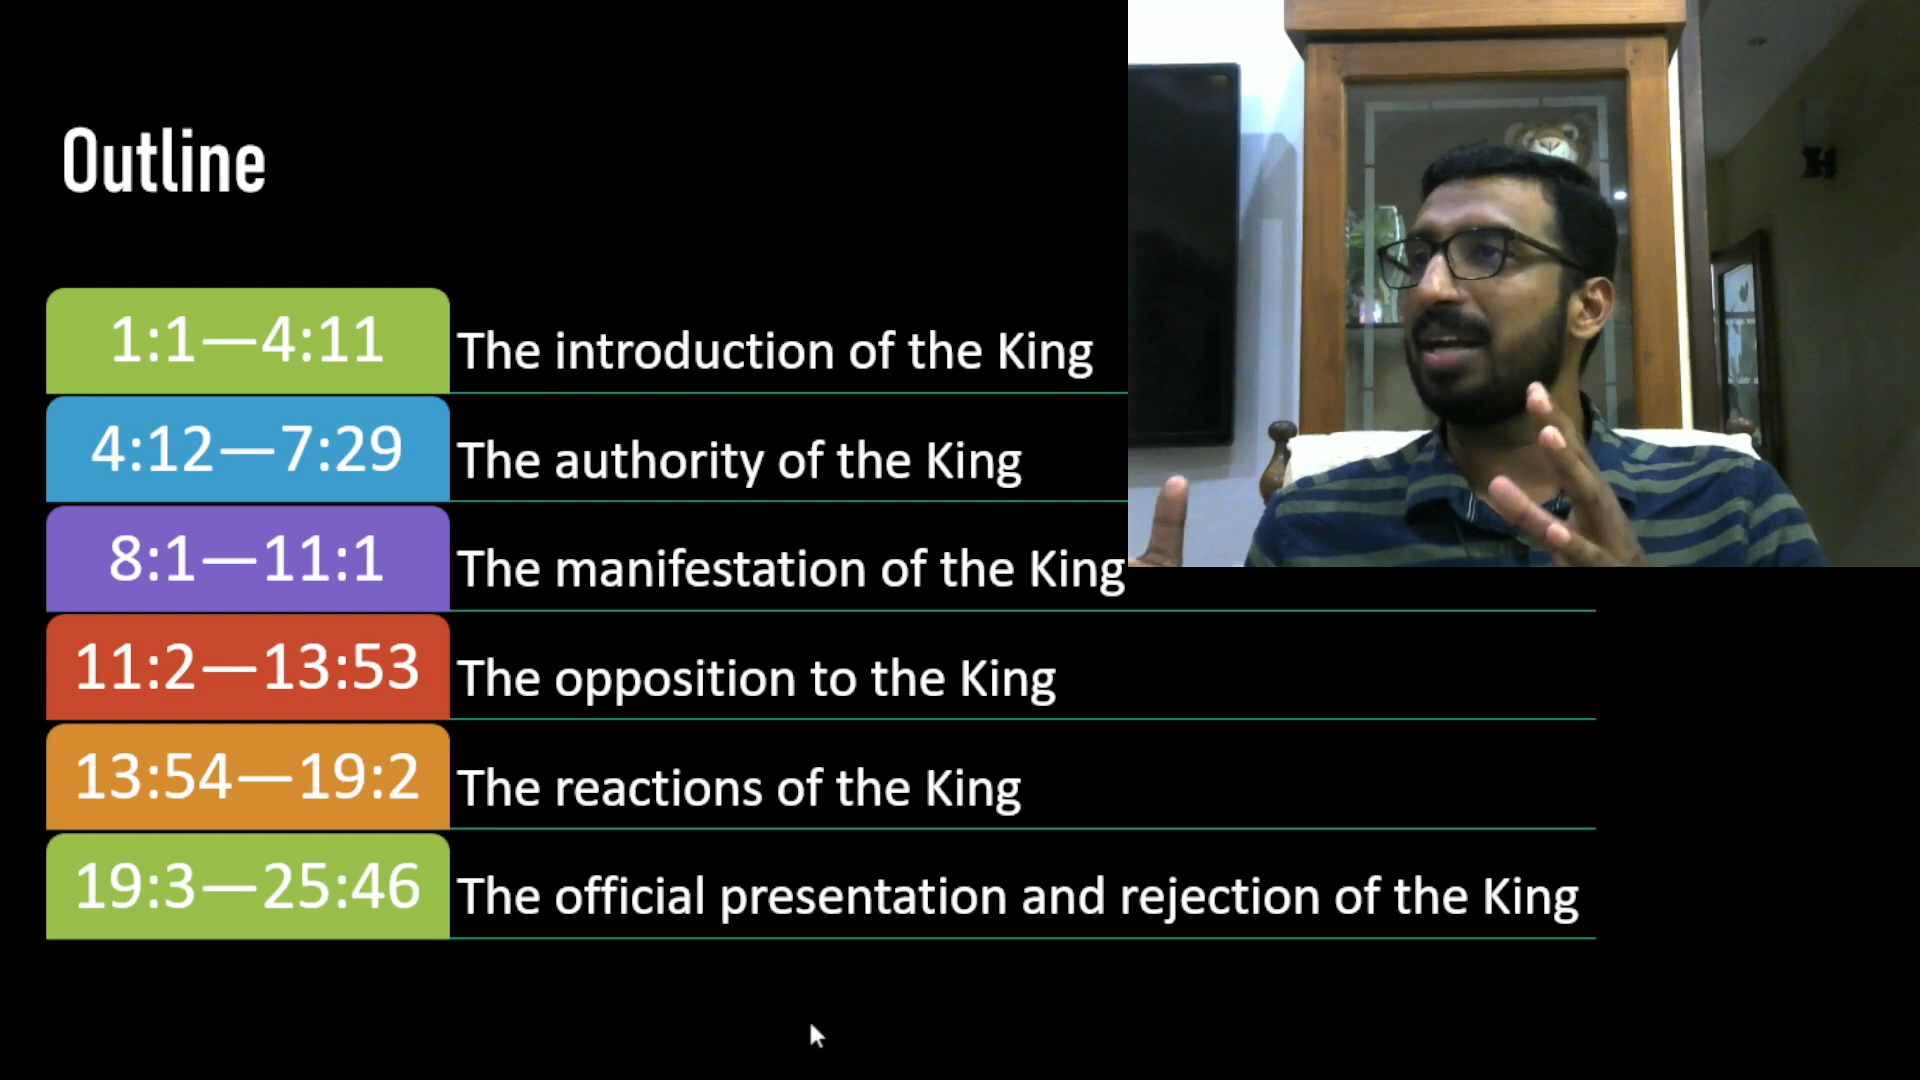 Outline
1:1—4:11 The introduction of the King
4:12—7:29 The authority of the King
8:1—11:1 The manifestation of the King
11:2—13:53 The opposition to the King
13:54—19:2 The reactions of the King
19:3—25:46 The official presentation and rejection of the King